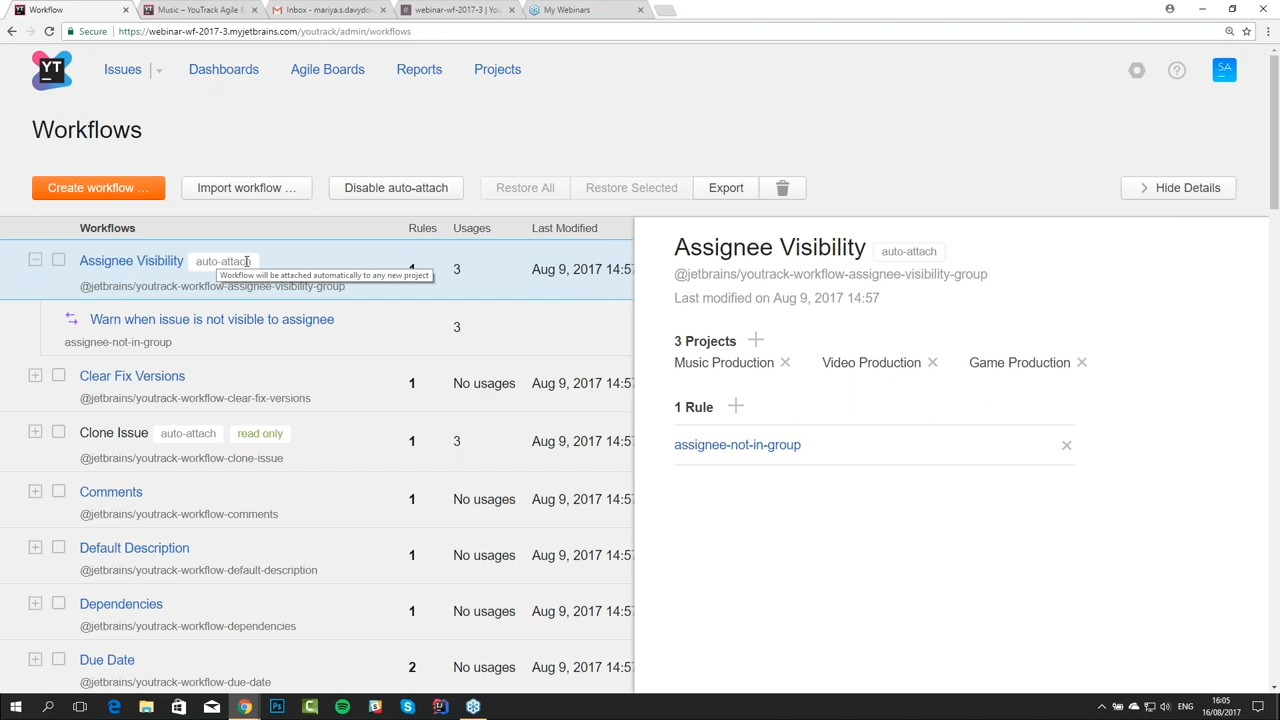 Workflow
Music – YouTrack Agile
Inbox - mariya.s.davydou
webinar-wf-2017-3 | You
My Webinars
Secure
https://webinar-wf-2017-3.myjetbrains.com/youtrack/admin/workflows
YT
Issues
Dashboards
Agile Boards
Reports
Projects
SA
Workflows
Create workflow …
Import workflow …
Disable auto-attach
Restore All
Restore Selected
Export
Hide Details
Workflows Rules Usages Last Modified
Assignee Visibility auto-attach 3 Aug 9, 2017 14:57
Workflow will be attached automatically to any new project
@jetbrains/youtrack-workflow-assignee-visibility-group
Warn when issue is not visible to assignee 3
assignee-not-in-group
Clear Fix Versions 1 No usages Aug 9, 2017 14:57
@jetbrains/youtrack-workflow-clear-fix-versions
Clone Issue auto-attach read only 1 3 Aug 9, 2017 14:57
@jetbrains/youtrack-workflow-clone-issue
Comments 1 No usages Aug 9, 2017 14:57
@jetbrains/youtrack-workflow-comments
Default Description 1 No usages Aug 9, 2017 14:57
@jetbrains/youtrack-workflow-default-description
Dependencies 1 No usages Aug 9, 2017 14:57
@jetbrains/youtrack-workflow-dependencies
Due Date 2 No usages Aug 9, 2017 14:57
@jetbrains/youtrack-workflow-due-date
Assignee Visibility auto-attach
@jetbrains/youtrack-workflow-assignee-visibility-group
Last modified on Aug 9, 2017 14:57
3 Projects
Music Production Video Production Game Production
1 Rule
assignee-not-in-group
ENG
16:05
16/08/2017